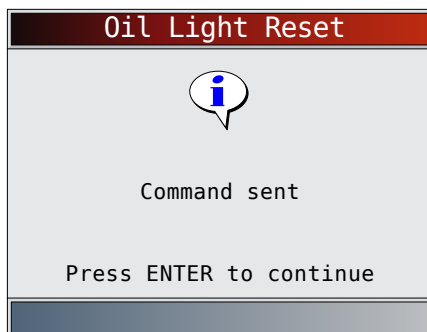 Oil Light Reset
i
Command sent
Press ENTER to continue